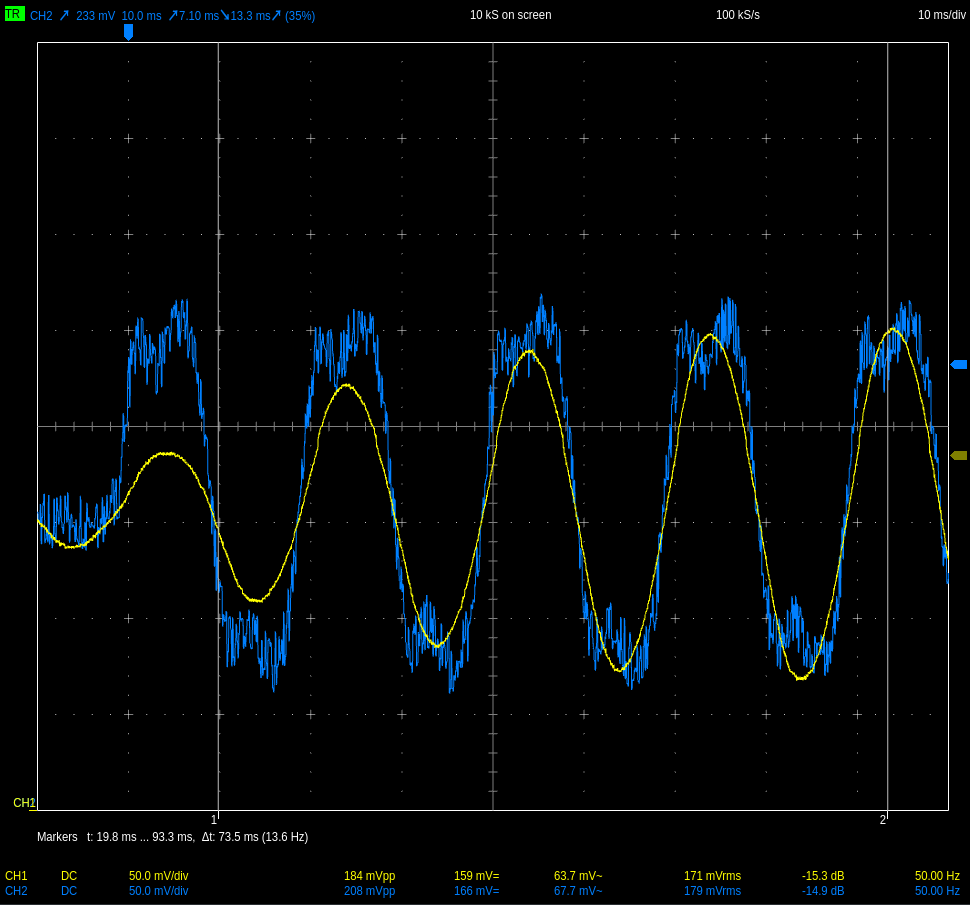 TR CH2 ↗ 233 mV 10.0 ms ↗7.10 ms↘13.3 ms↗ (35%) 10 kS on screen 100 kS/s 10 ms/div
CH1
1 2
Markers t: 19.8 ms ... 93.3 ms, Δt: 73.5 ms (13.6 Hz)
CH1 DC 50.0 mV/div 184 mVpp 159 mV= 63.7 mV~ 171 mVrms -15.3 dB 50.00 Hz
CH2 DC 50.0 mV/div 208 mVpp 166 mV= 67.7 mV~ 179 mVrms -14.9 dB 50.00 Hz